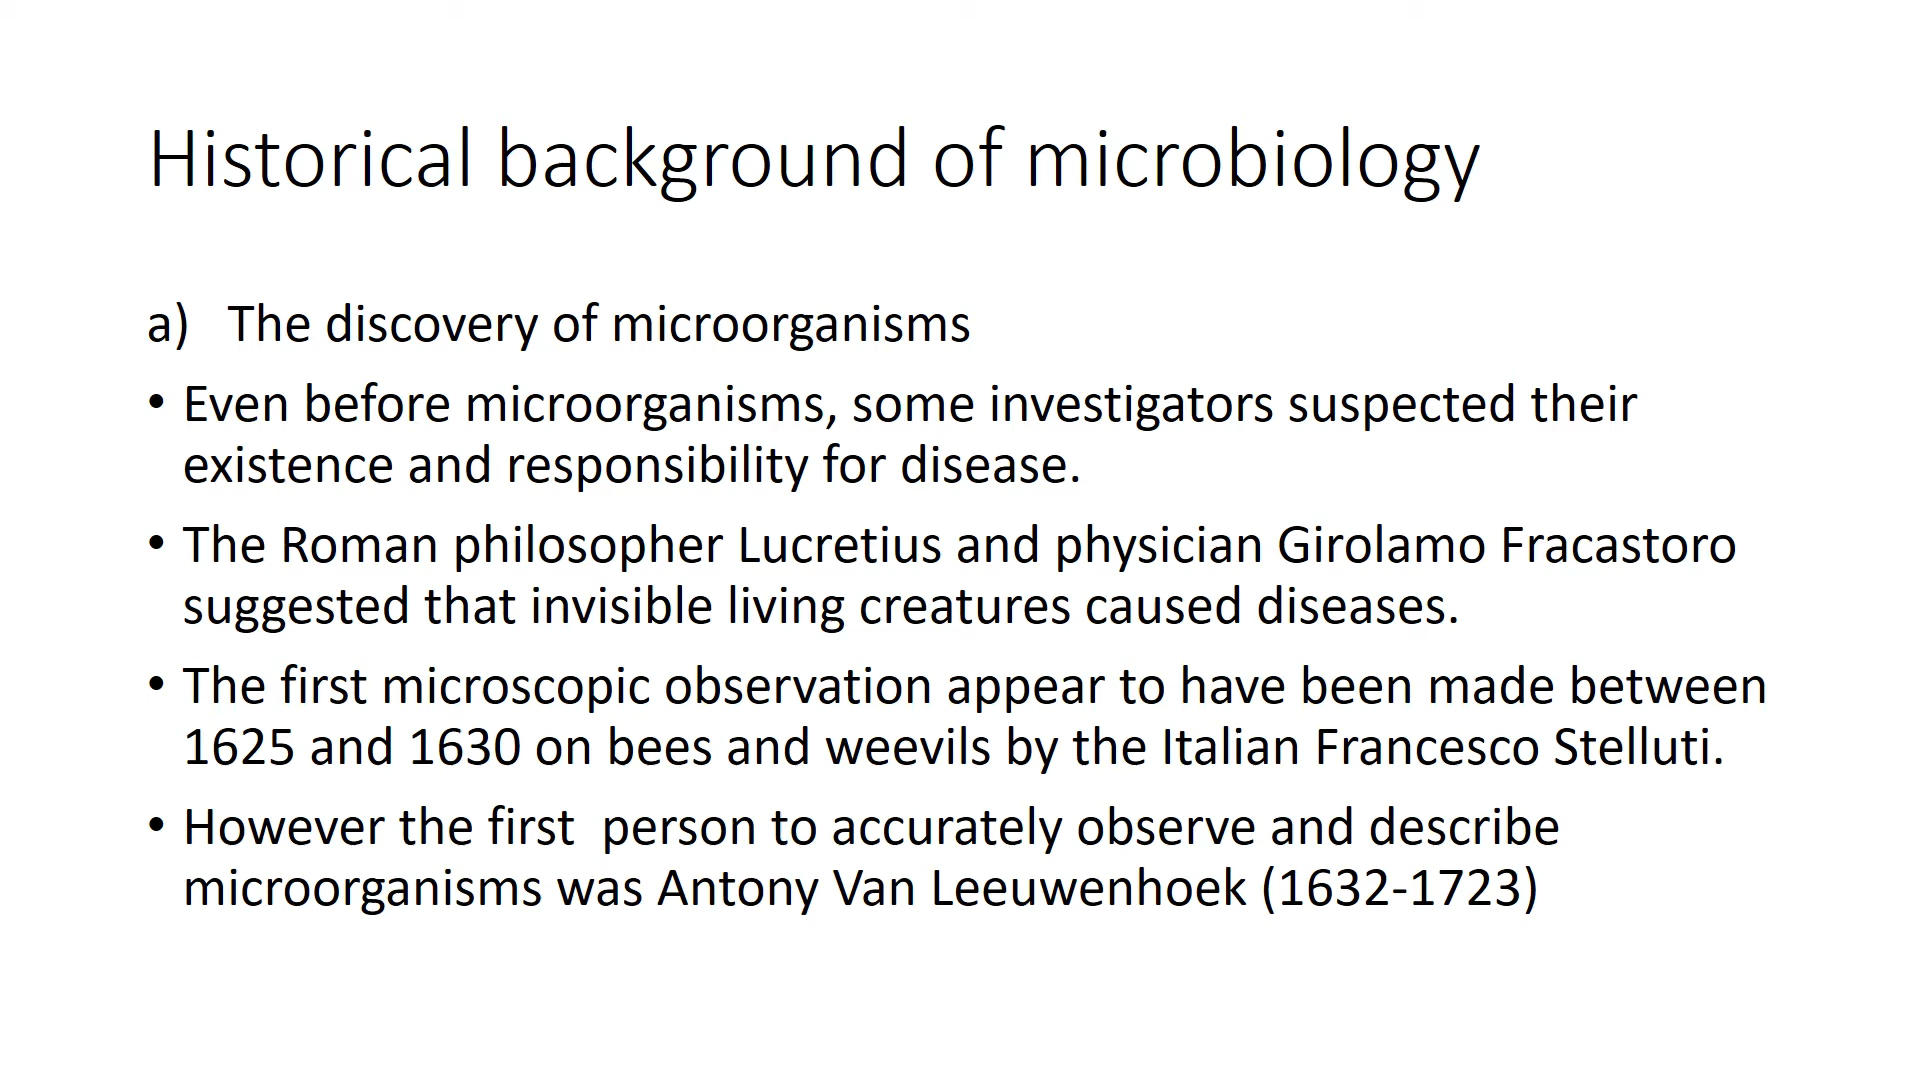 Historical background of microbiology
a) The discovery of microorganisms
• Even before microorganisms, some investigators suspected their
existence and responsibility for disease.
• The Roman philosopher Lucretius and physician Girolamo Fracastoro
suggested that invisible living creatures caused diseases.
• The first microscopic observation appear to have been made between
1625 and 1630 on bees and weevils by the Italian Francesco Stelluti.
• However the first  person to accurately observe and describe
microorganisms was Antony Van Leeuwenhoek (1632-1723)